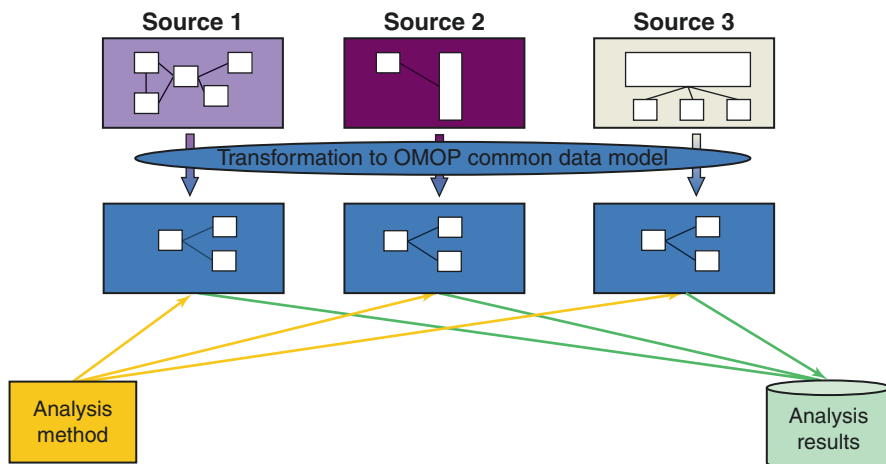 Source 1
Source 2
Source 3
Transformation to OMOP common data model
Analysis
method
Analysis
results